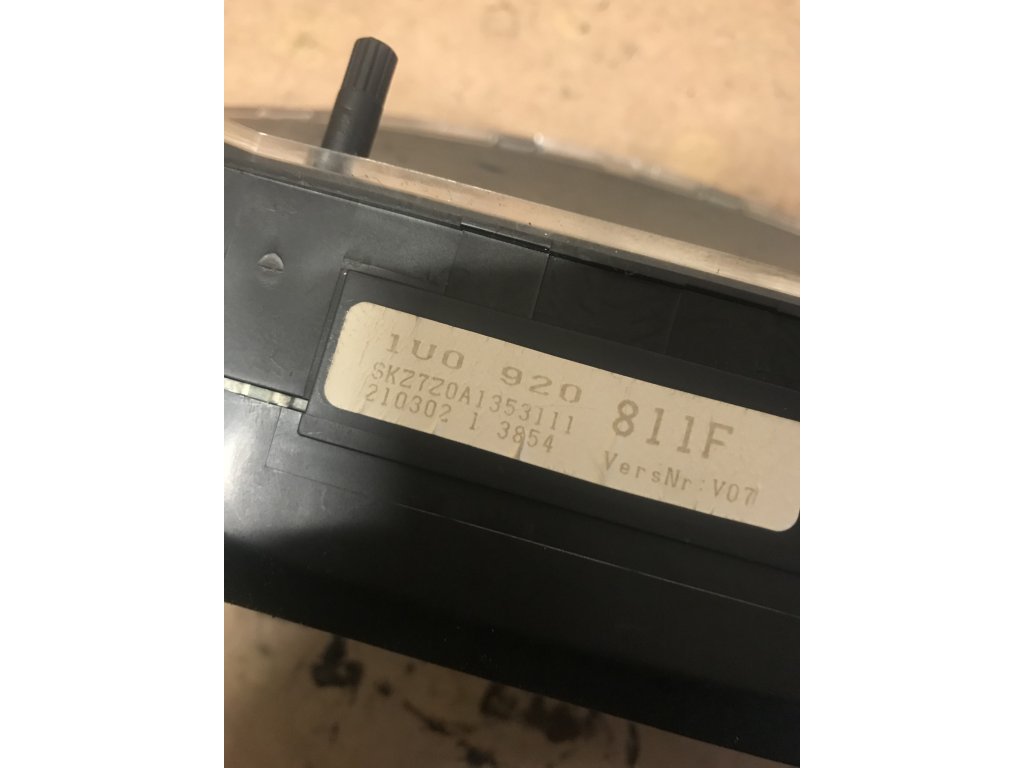 1U0 920 811F
SKZ7Z0A1353111
210302 1 3854
VersNr:V07